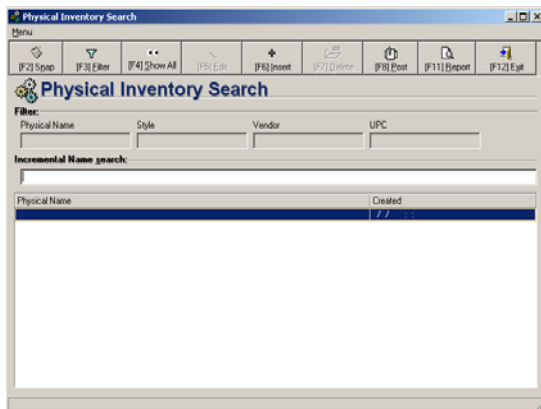 Physical Inventory Search
Menu
[F2] Snap [F3] Filter [F4] Show All [F5] Edit [F6] Insert [F7] Delete [F8] Post [F11] Report [F12] Exit
Physical Inventory Search
Filter:
Physical Name Style Vendor UPC
Incremental Name search:
Physical Name Created
/ / : :